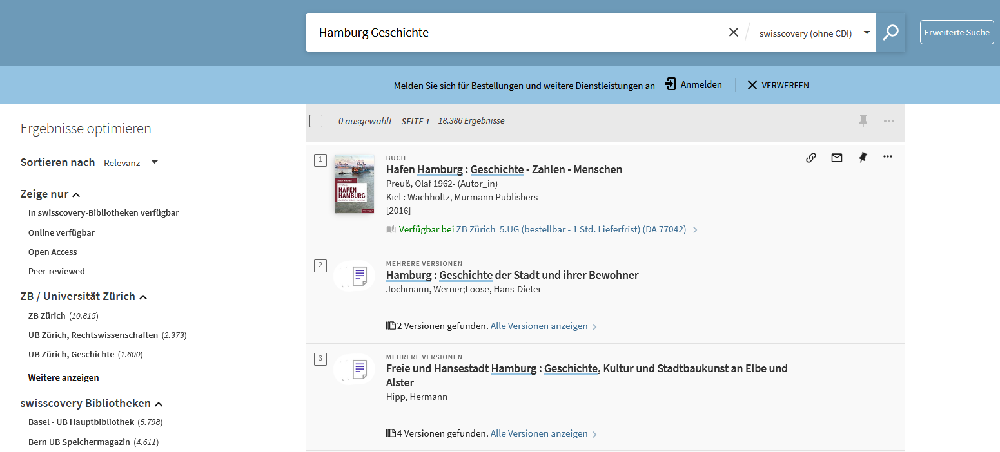 Hamburg Geschichte
swisscovery (ohne CDI)
Erweiterte Suche
Melden Sie sich für Bestellungen und weitere Dienstleistungen an
Anmelden
VERWERFEN
Ergebnisse optimieren
Sortieren nach Relevanz
Zeige nur
In swisscovery-Bibliotheken verfügbar
Online verfügbar
Open Access
Peer-reviewed
ZB / Universität Zürich
ZB Zürich (10.815)
UB Zürich, Rechtswissenschaften (2.373)
UB Zürich, Geschichte (1.600)
Weitere anzeigen
swisscovery Bibliotheken
Basel - UB Hauptbibliothek (5.798)
Bern UB Speichermagazin (4.611)
0 ausgewählt SEITE 1 18.386 Ergebnisse
1
HAFEN
HAMBURG
BUCH
Hafen Hamburg : Geschichte - Zahlen - Menschen
Preuß, Olaf 1962- (Autor_in)
Kiel : Wachholtz, Murmann Publishers
[2016]
Verfügbar bei ZB Zürich 5.UG (bestellbar - 1 Std. Lieferfrist) (DA 77042)
2
MEHRERE VERSIONEN
Hamburg : Geschichte der Stadt und ihrer Bewohner
Jochmann, Werner;Loose, Hans-Dieter
2 Versionen gefunden. Alle Versionen anzeigen
3
MEHRERE VERSIONEN
Freie und Hansestadt Hamburg : Geschichte, Kultur und Stadtbaukunst an Elbe und
Alster
Hipp, Hermann
4 Versionen gefunden. Alle Versionen anzeigen